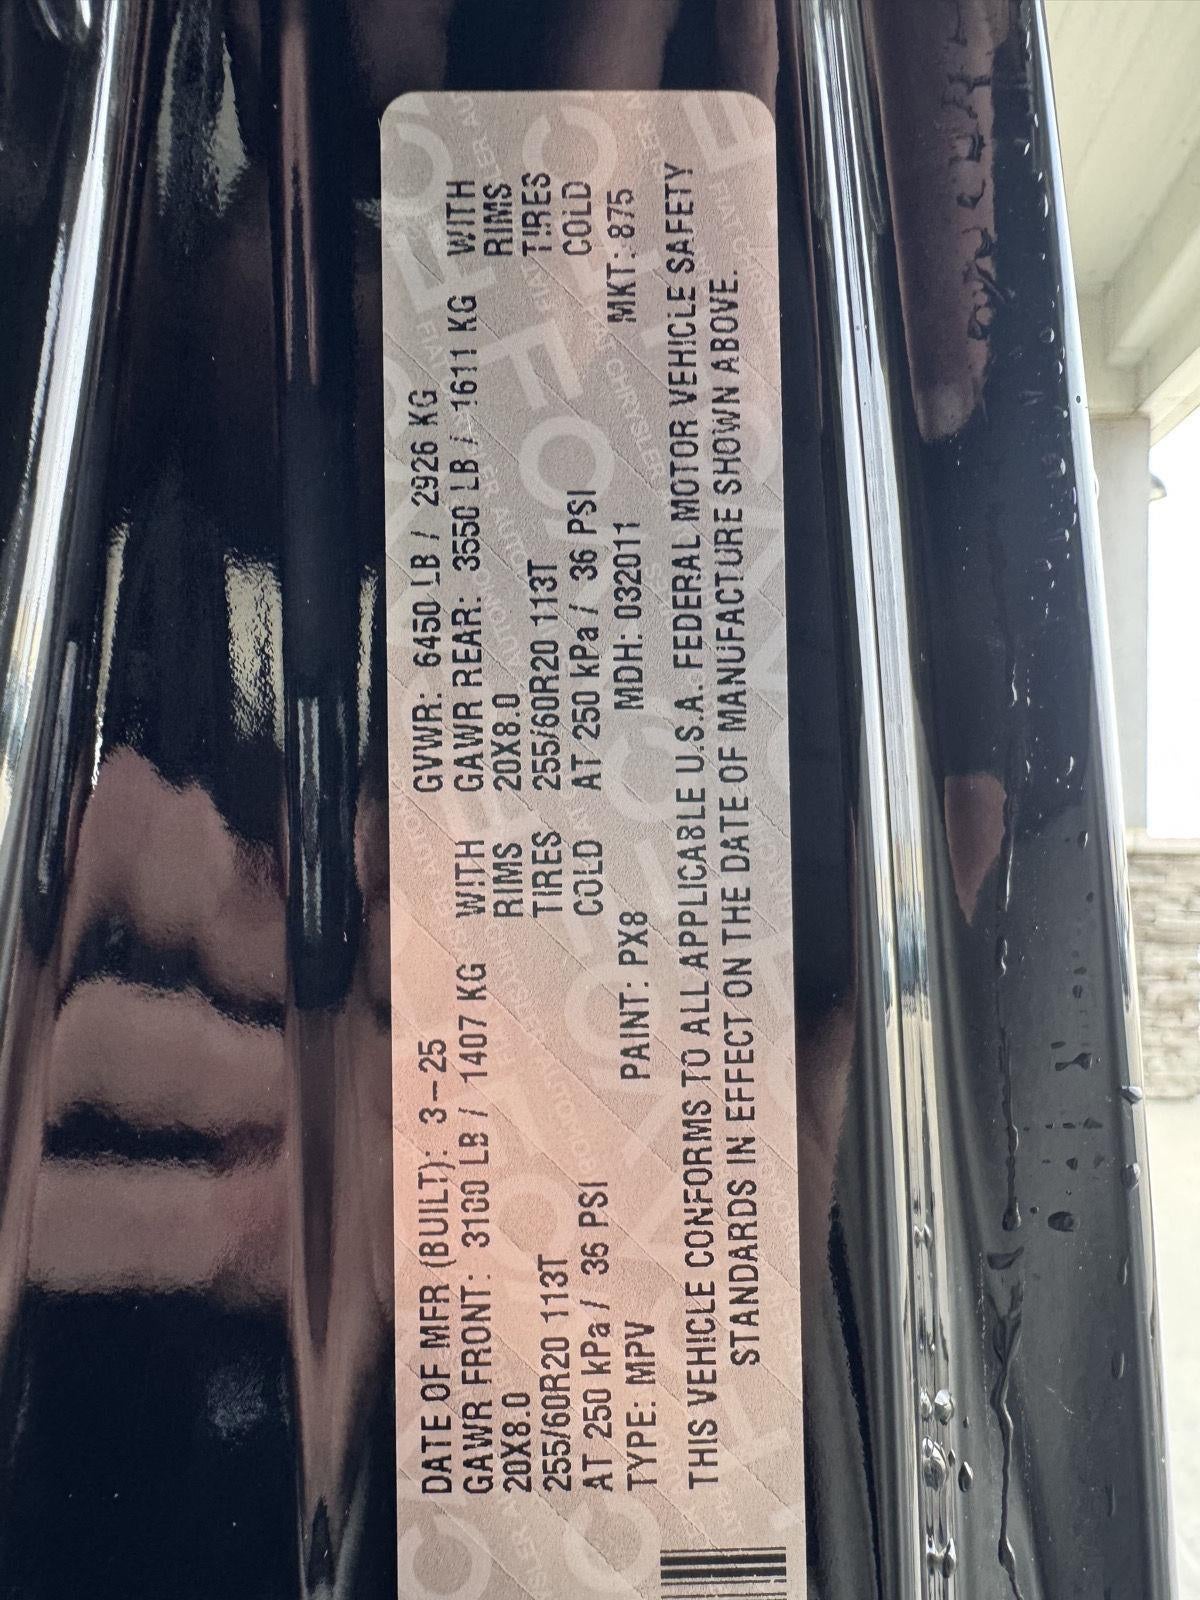 DATE OF MFR (BUILT): 3-25 GVWR: 6450 LB / 2926 KG
GAWR FRONT: 3100 LB / 1407 KG WITH GAWR REAR: 3550 LB / 1611 KG WITH
20X8.0 RIMS 20X8.0 RIMS
255/60R20 113T TIRES 255/60R20 113T TIRES
AT 250 kPa / 36 PSI COLD AT 250 kPa / 36 PSI COLD
TYPE: MPV PAINT: PX8 MDH: 032011 MKT: 875
THIS VEHICLE CONFORMS TO ALL APPLICABLE U.S.A. FEDERAL MOTOR VEHICLE SAFETY
STANDARDS IN EFFECT ON THE DATE OF MANUFACTURE SHOWN ABOVE.